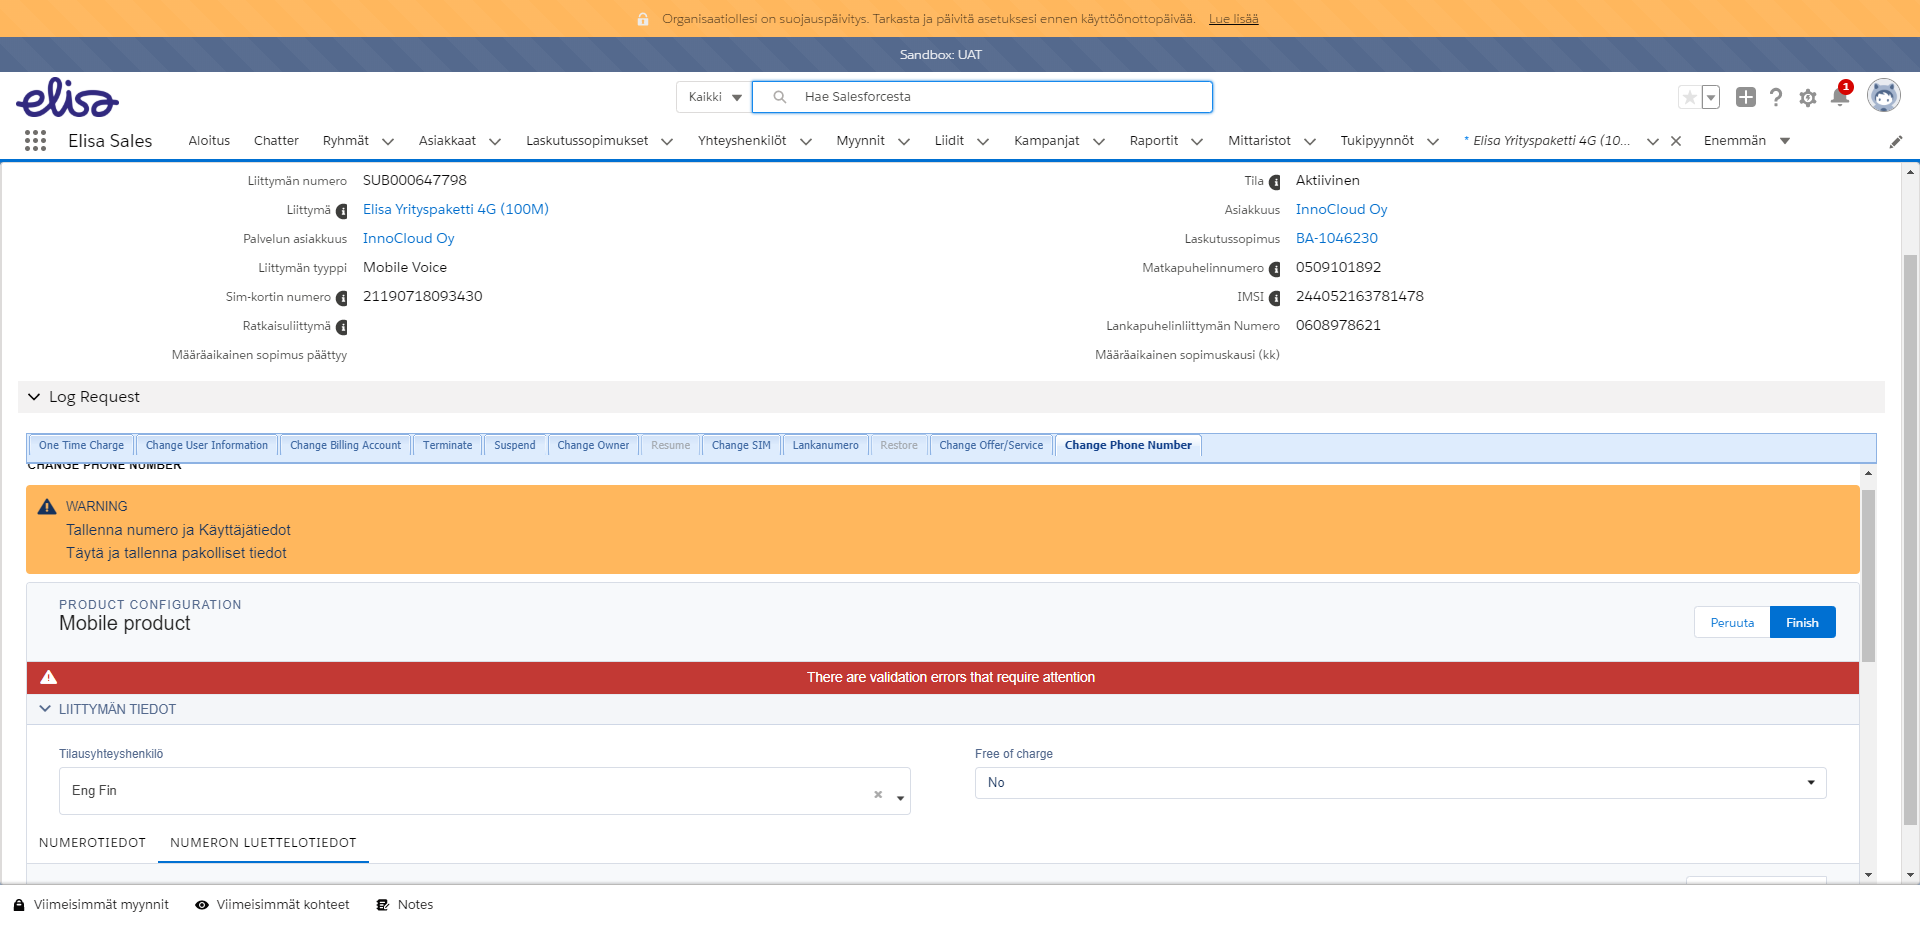 Organisaatiollesi on suojauspäivitys. Tarkasta ja päivitä asetuksesi ennen käyttöönottopäivää. Lue lisää
Sandbox: UAT
elisa
Kaikki Hae Salesforcesta
1
Elisa Sales Aloitus Chatter Ryhmät Asiakkaat Laskutussopimukset Yhteyshenkilöt Myynnit Liidit Kampanjat Raportit Mittaristot Tukipyynnöt * Elisa Yrityspaketti 4G (10... Enemmän
Liittymän numero SUB000647798 Tila Aktiivinen
Liittymä Elisa Yrityspaketti 4G (100M) Asiakkuus InnoCloud Oy
Palvelun asiakkuus InnoCloud Oy Laskutussopimus BA-1046230
Liittymän tyyppi Mobile Voice Matkapuhelinnumero 0509101892
Sim-kortin numero 21190718093430 IMSI 244052163781478
Ratkaisuliittymä Lankapuhelinliittymän Numero 0608978621
Määräaikainen sopimus päättyy Määräaikainen sopimuskausi (kk)
Log Request
One Time Charge Change User Information Change Billing Account Terminate Suspend Change Owner Resume Change SIM Lankanumero Restore Change Offer/Service Change Phone Number
CHANGE PHONE NUMBER
WARNING
Tallenna numero ja Käyttäjätiedot
Täytä ja tallenna pakolliset tiedot
PRODUCT CONFIGURATION
Mobile product
Peruuta Finish
There are validation errors that require attention
LIITTYMÄN TIEDOT
Tilausyhteyshenkilö Free of charge
Eng Fin No
NUMEROTIEDOT NUMERON LUETTELOTIEDOT
Viimeisimmät myynnit Viimeisimmät kohteet Notes